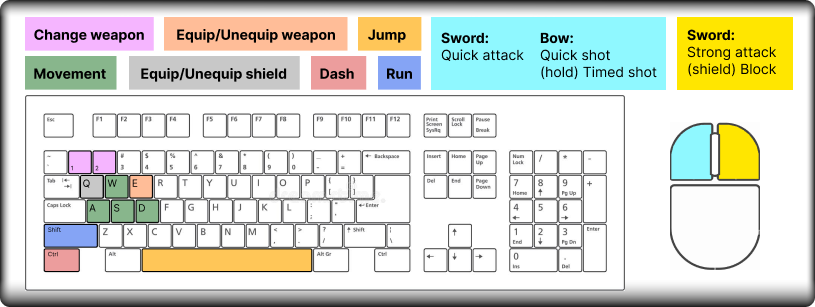 Change weapon
Equip/Unequip weapon
Jump
Sword:
Quick attack
Bow:
Quick shot
(hold) Timed shot
Sword:
Strong attack
(shield) Block
Movement
Equip/Unequip shield
Dash
Run
Esc F1 F2 F3 F4 F5 F6 F7 F8 F9 F10 F11 F12 Print Screen SysRq Scroll Lock Pause Break
~ 1 2 # 3 $ 4 % 5 ^ 6 & 7 * 8 ( 9 ) 0 _ - + = ← Backspace Insert Home Page Up Num Lock / * -
Tab Q W E R T Y U I O P { [ } ] Del End Page Down 7 Home 8 ↑ 9 Pg Up +
Caps Lock A S D F G H J K L : ; " ' ← Enter 4 ← 5 6 →
Shift Z X C V B N M < , > . ? / ⇧ Shift | \ ↑ 1 End 2 ↓ 3 Pg Dn Enter
Ctrl Alt Alt Gr Ctrl ← ↓ → 0 Ins . Del